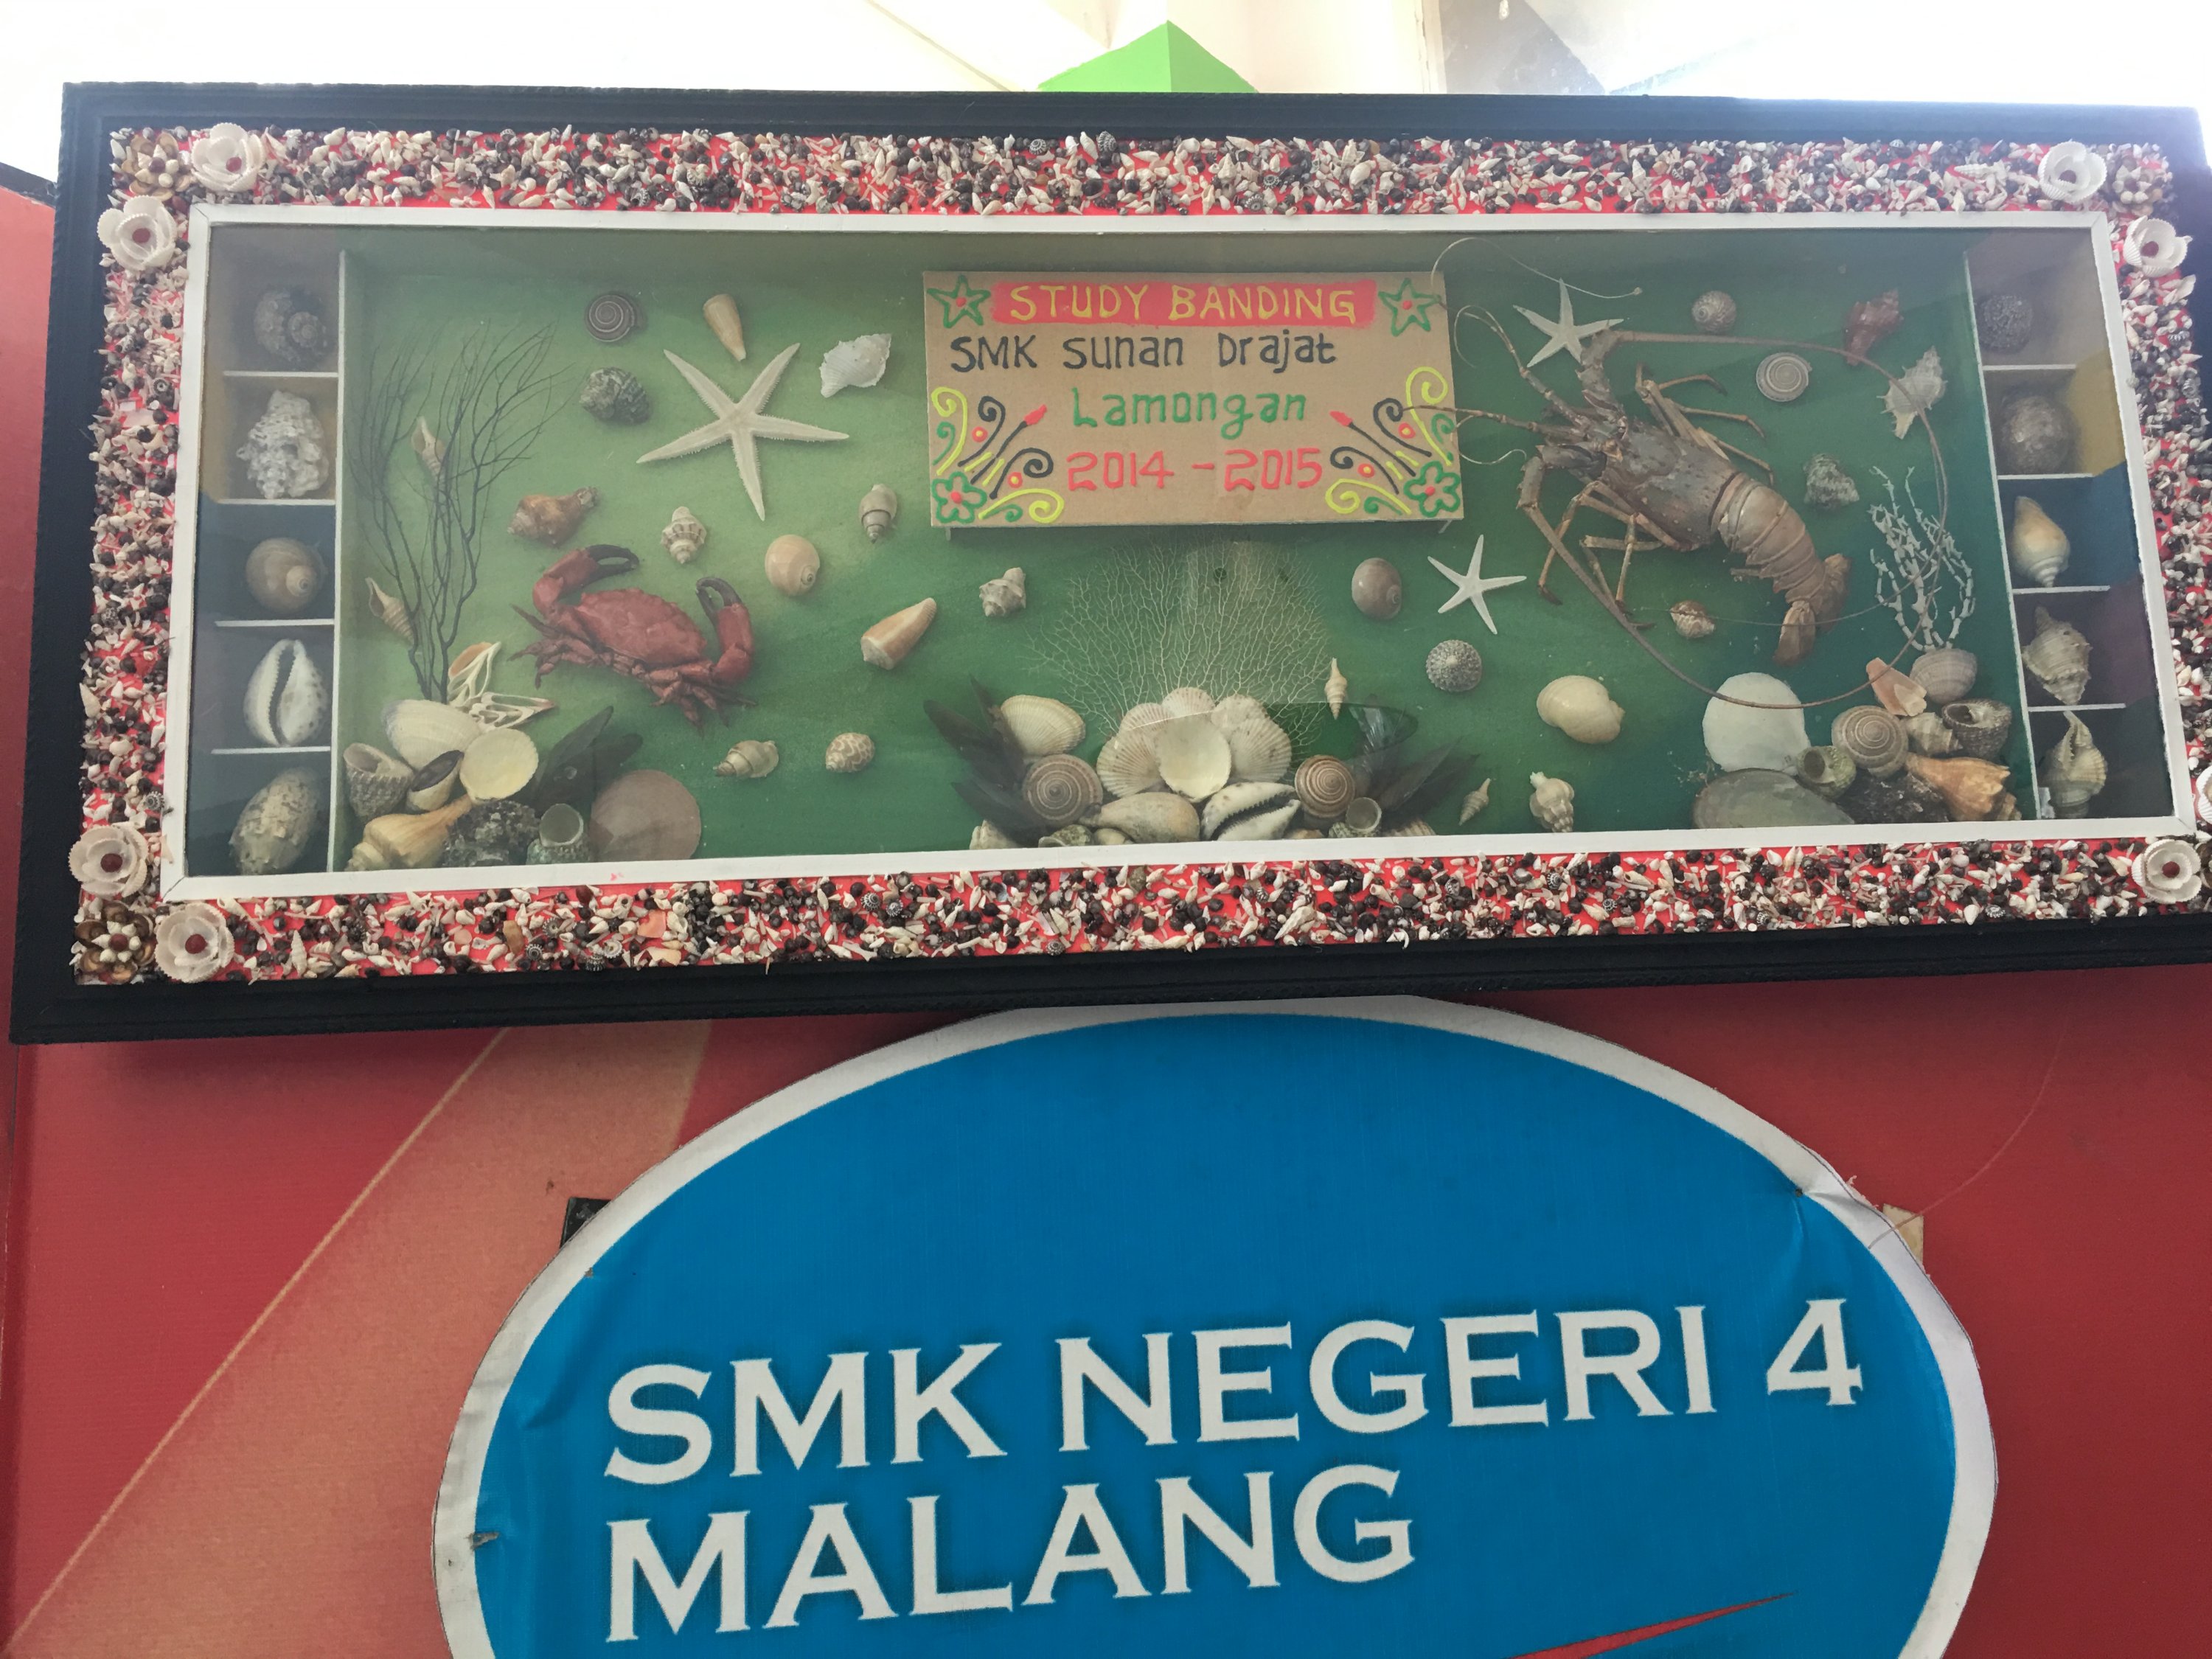 STUDY BANDING
SMK Sunan Drajat
Lamongan
2014 - 2015
SMK NEGERI 4
MALANG